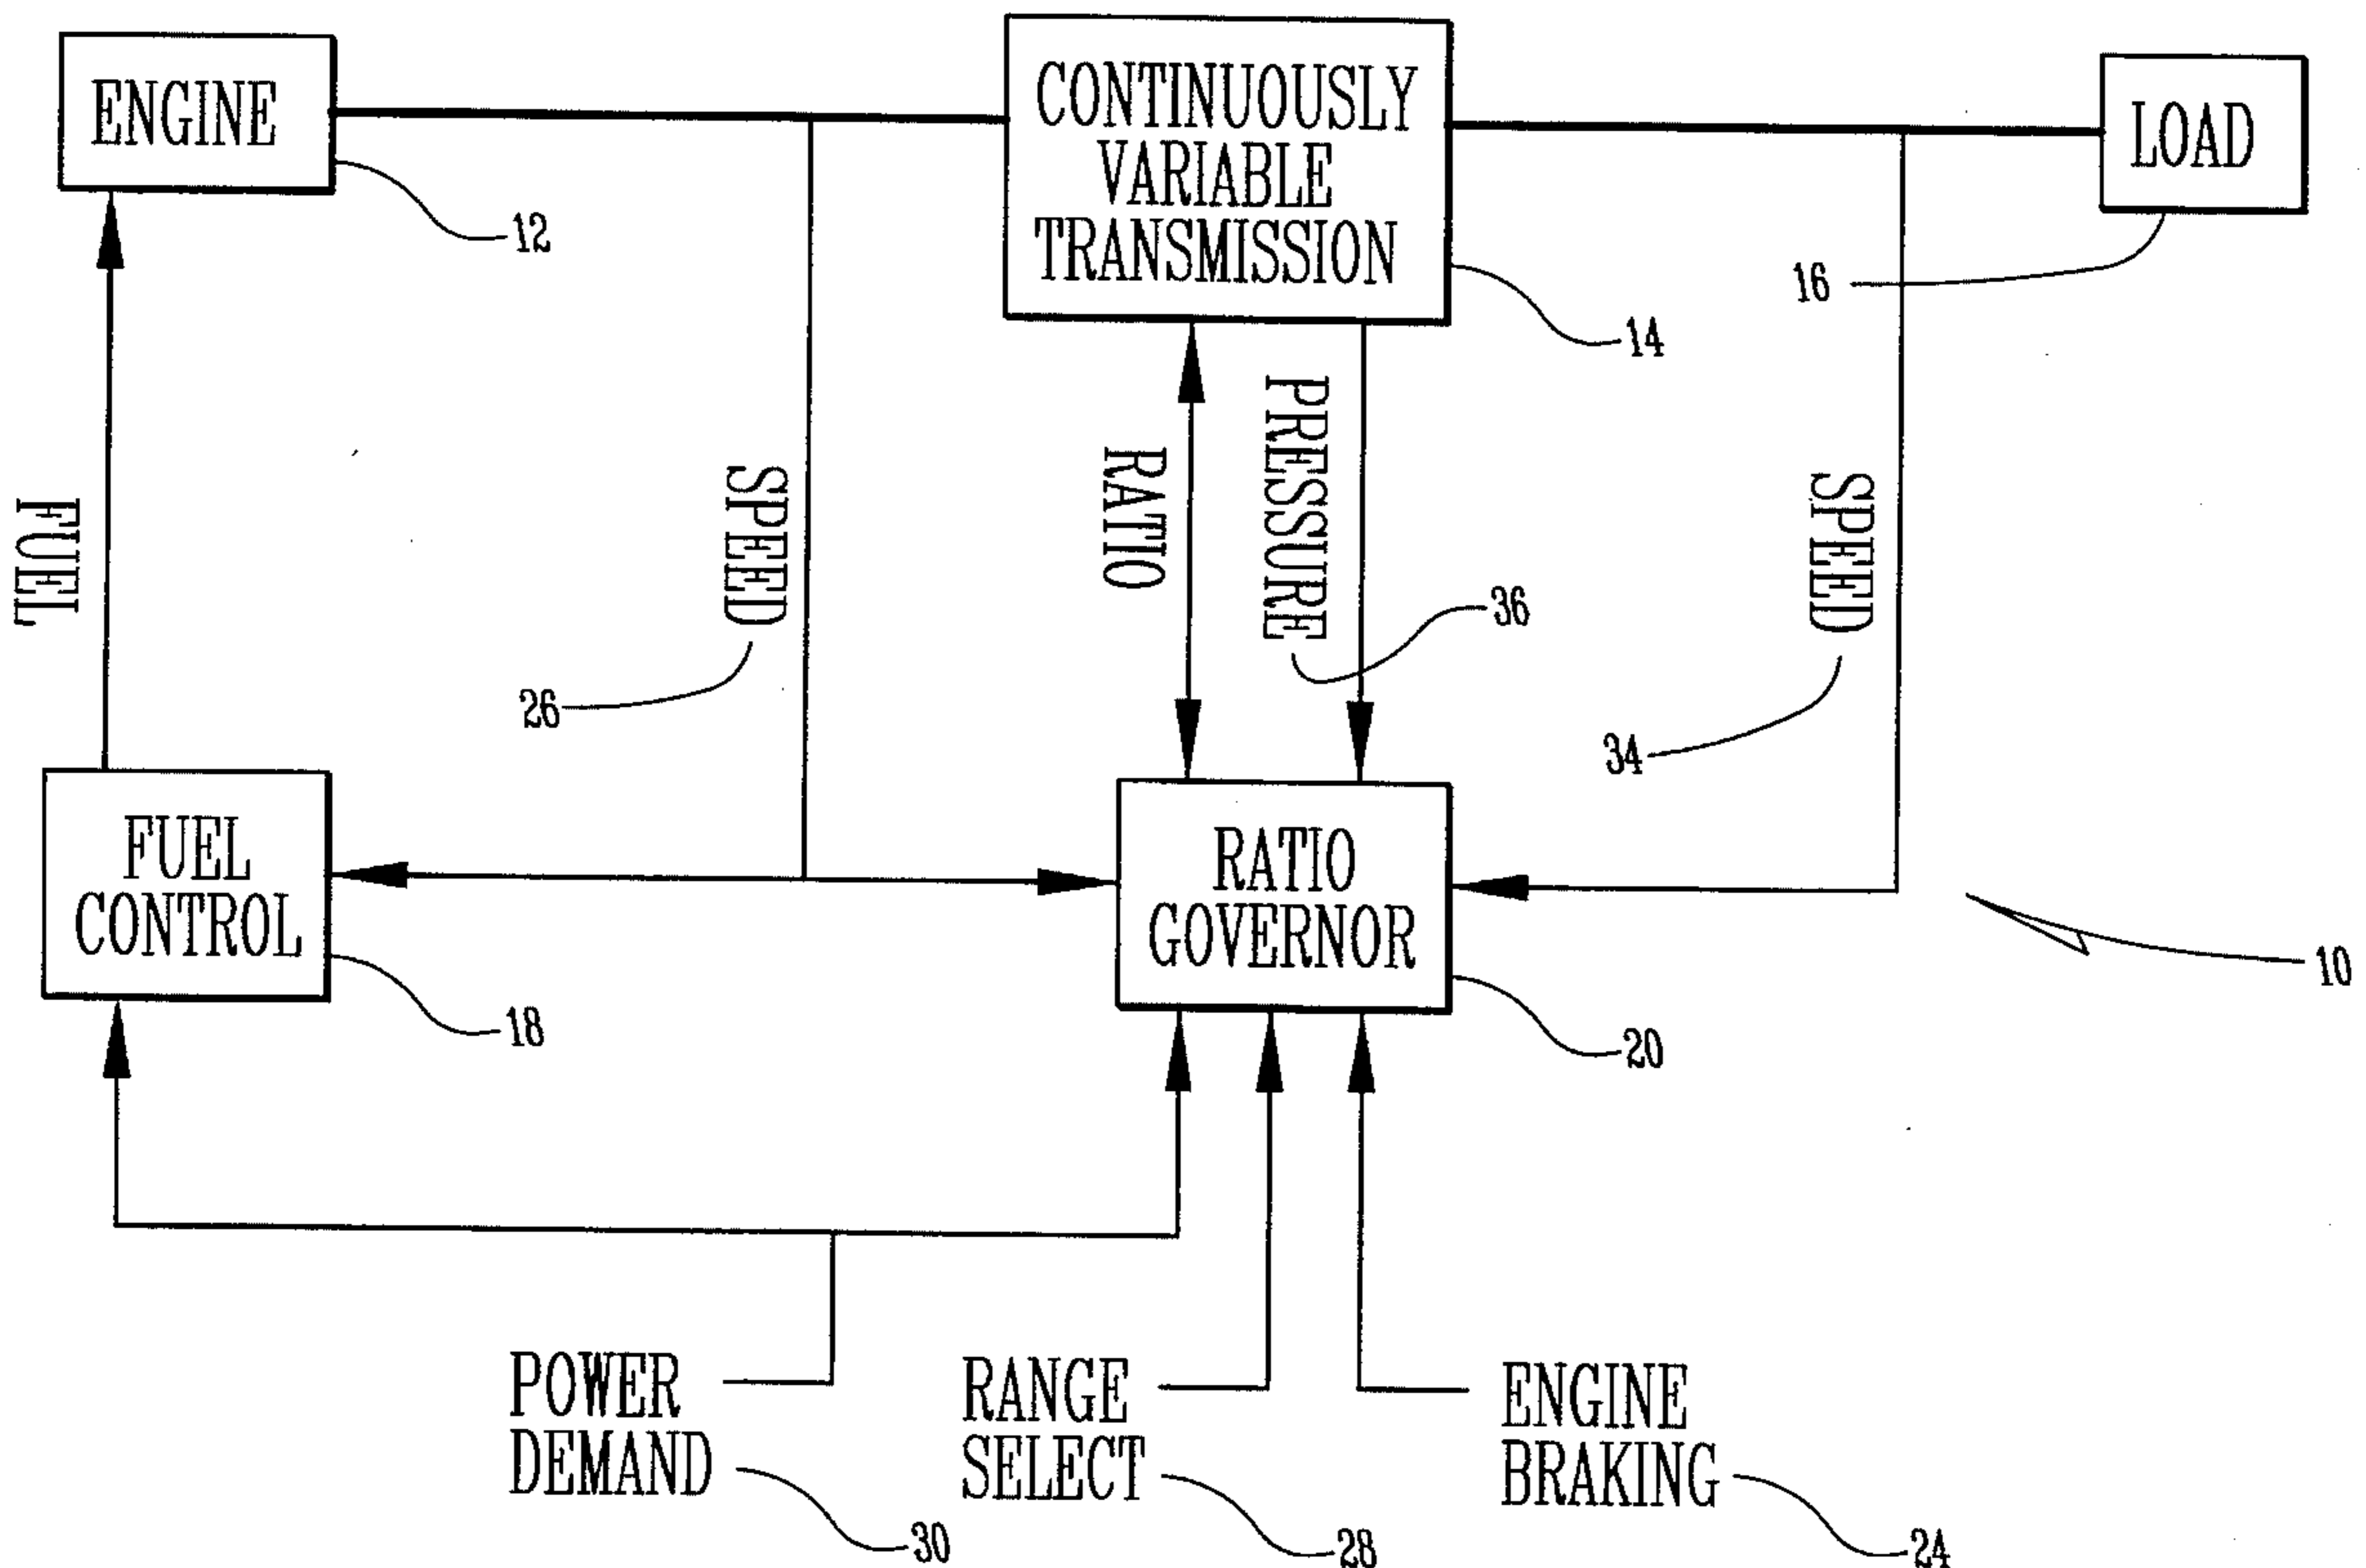 ENGINE
12
CONTINUOUSLY
VARIABLE
TRANSMISSION
14
LOAD
16
FUEL
SPEED
26
RATIO
PRESSURE
36
SPEED
34
FUEL
CONTROL
18
RATIO
GOVERNOR
20
10
POWER
DEMAND
30
RANGE
SELECT
28
ENGINE
BRAKING
24